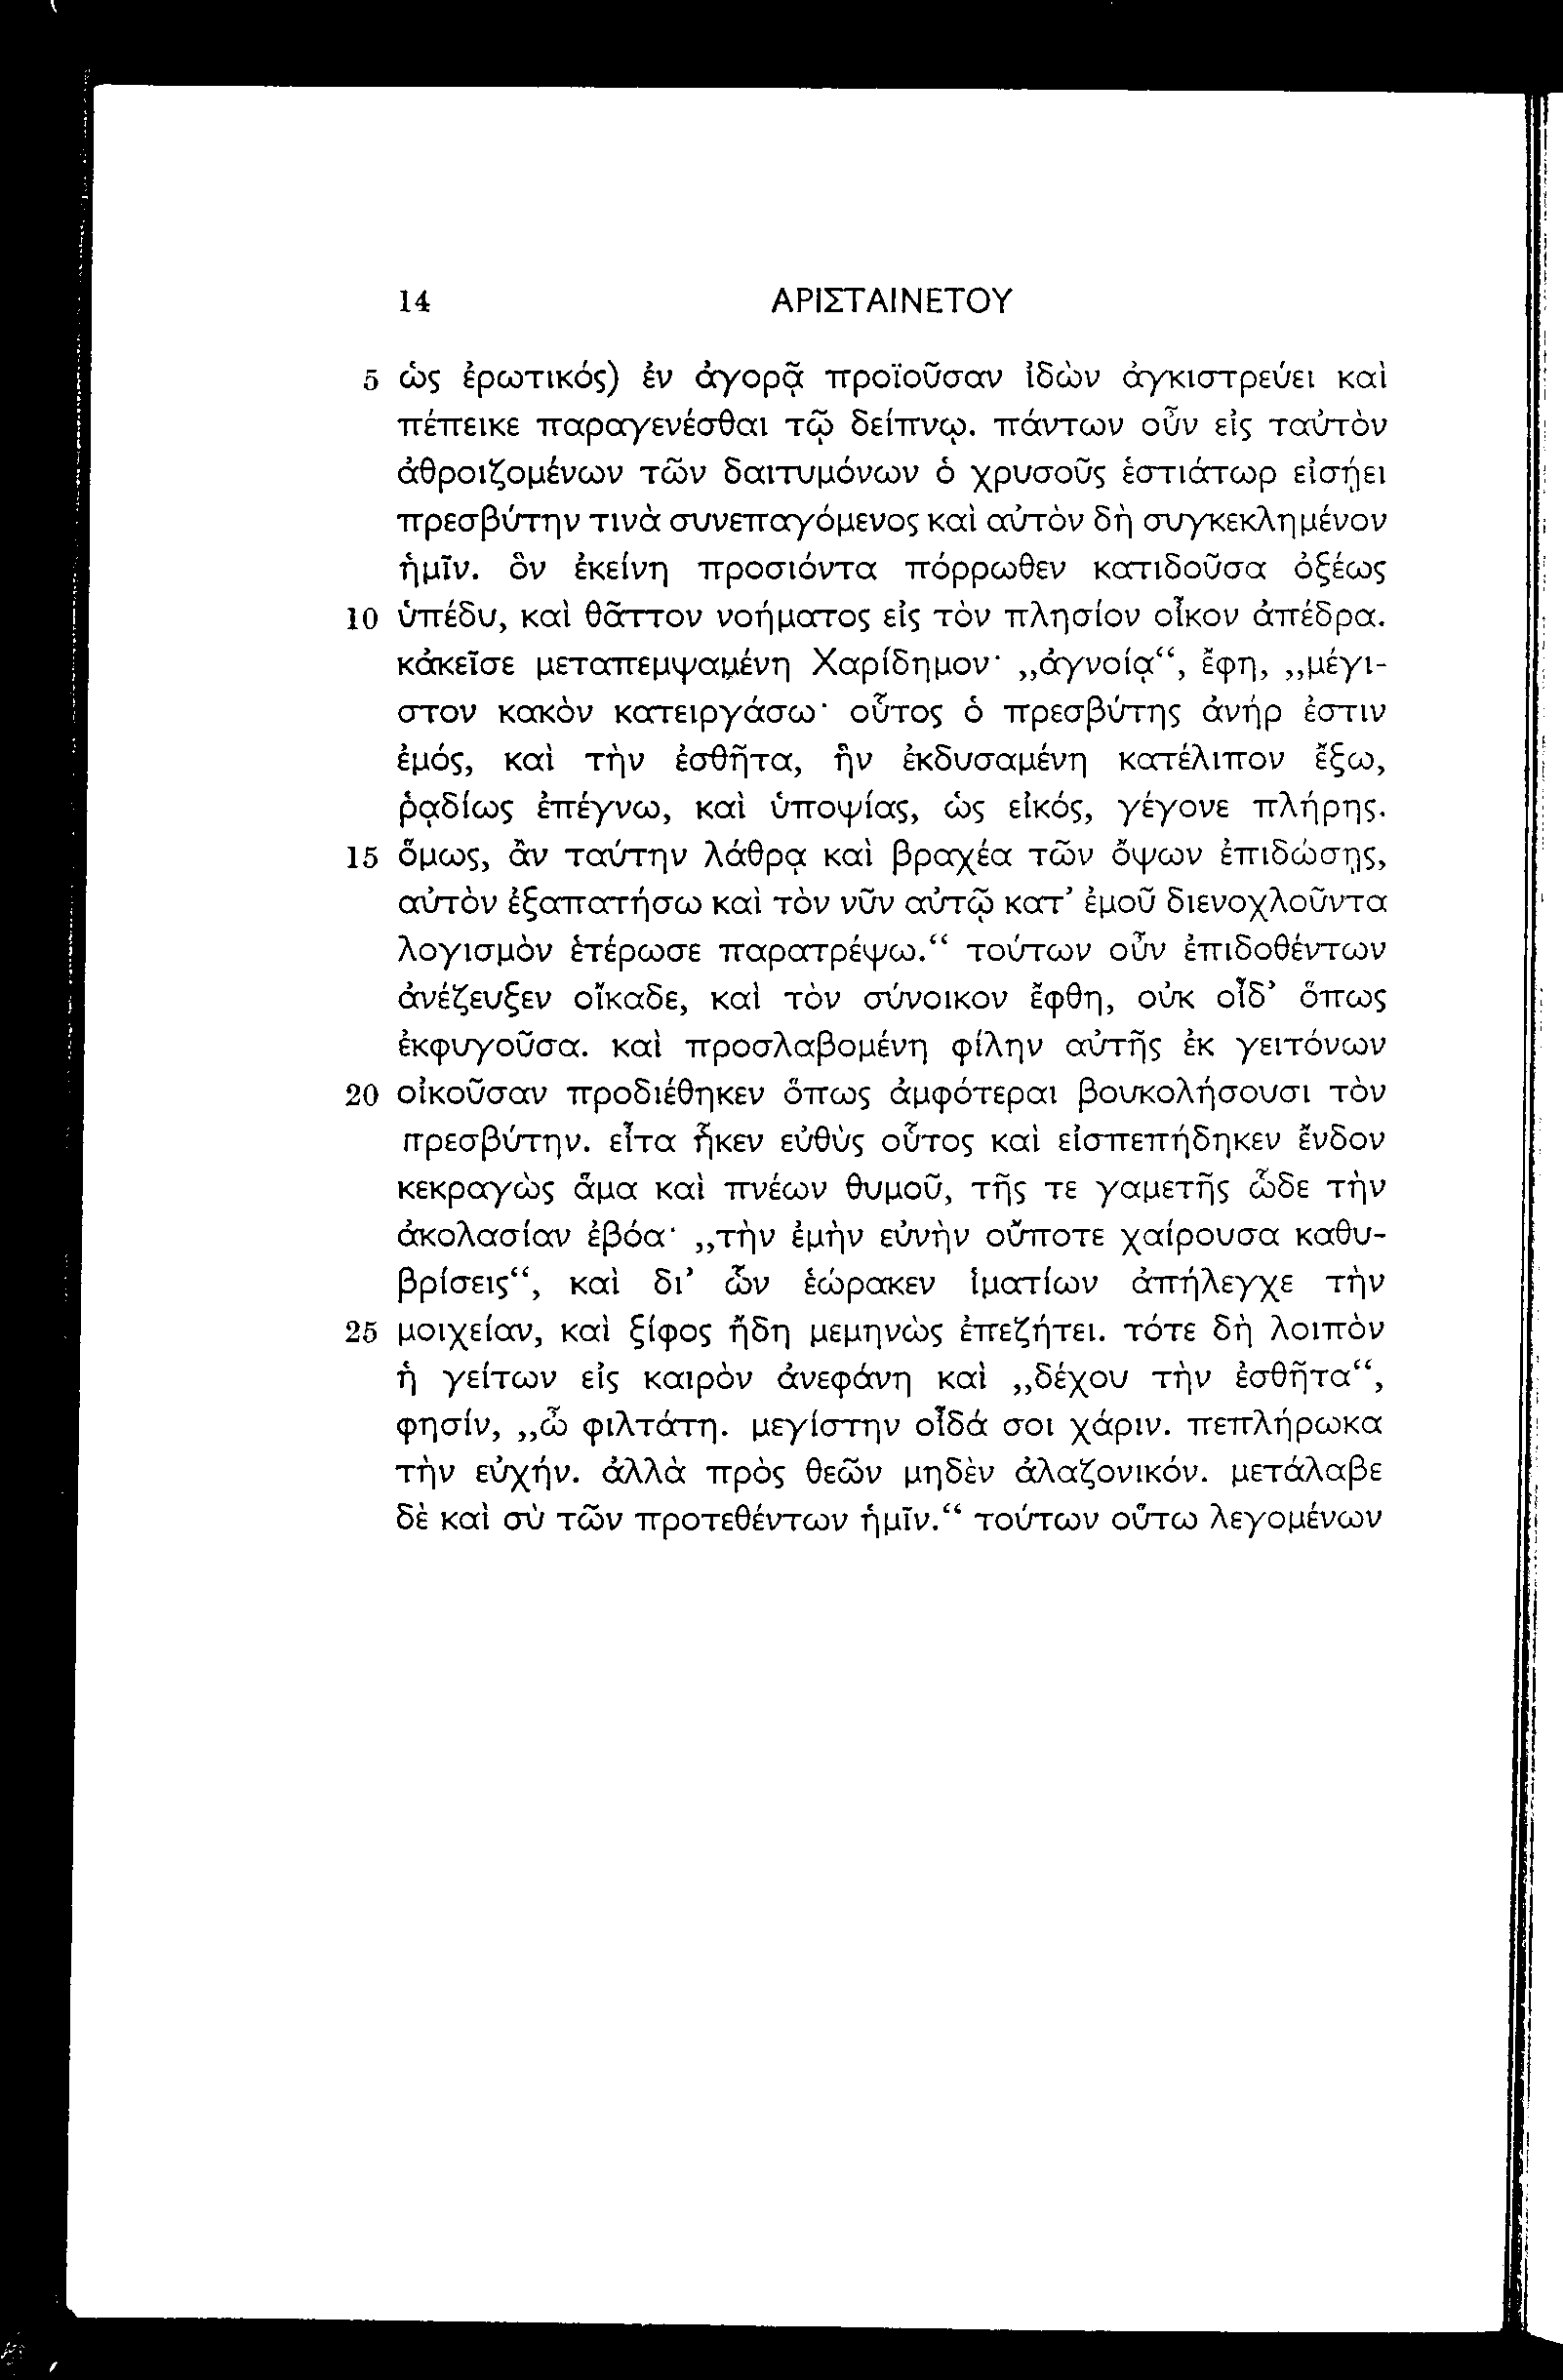 14 ΑΡΙΣΤΑΙΝΕΤΟΥ
5 ὡς ἐρωτικός) ἐν ἀγορᾷ προϊοῦσαν ἰδὼν ἀγκιστρεύει καὶ
πέπεικε παραγενέσθαι τῷ δείπνῳ. πάντων οὖν εἰς ταὐτὸν
ἀθροιζομένων τῶν δαιτυμόνων ὁ χρυσοῦς ἑστιάτωρ εἰσῄει
πρεσβύτην τινὰ συνεπαγόμενος καὶ αὐτὸν δὴ συγκεκλημένον
ἡμῖν. ὃν ἐκείνη προσιόντα πόρρωθεν κατιδοῦσα ὀξέως
10 ὑπέδυ, καὶ θᾶττον νοήματος εἰς τὸν πλησίον οἶκον ἀπέδρα.
κἀκεῖσε μεταπεμψαμένη Χαρίδημον· „ἀγνοίᾳ“, ἔφη, „μέγι-
στον κακὸν κατειργάσω· οὗτος ὁ πρεσβύτης ἀνήρ ἐστιν
ἐμός, καὶ τὴν ἐσθῆτα, ἣν ἐκδυσαμένη κατέλιπον ἔξω,
ῥᾳδίως ἐπέγνω, καὶ ὑποψίας, ὡς εἰκός, γέγονε πλήρης.
15 ὅμως, ἂν ταύτην λάθρᾳ καὶ βραχέα τῶν ὄψων ἐπιδώσῃς,
αὐτὸν ἐξαπατήσω καὶ τὸν νῦν αὐτῷ κατ’ ἐμοῦ διενοχλοῦντα
λογισμὸν ἑτέρωσε παρατρέψω.“ τούτων οὖν ἐπιδοθέντων
ἀνέζευξεν οἴκαδε, καὶ τὸν σύνοικον ἔφθη, οὐκ οἶδ’ ὅπως
ἐκφυγοῦσα. καὶ προσλαβομένη φίλην αὐτῆς ἐκ γειτόνων
20 οἰκοῦσαν προδιέθηκεν ὅπως ἀμφότεραι βουκολήσουσι τὸν
πρεσβύτην. εἶτα ἧκεν εὐθὺς οὗτος καὶ εἰσπεπήδηκεν ἔνδον
κεκραγὼς ἅμα καὶ πνέων θυμοῦ, τῆς τε γαμετῆς ὧδε τὴν
ἀκολασίαν ἐβόα· „τὴν ἐμὴν εὐνὴν οὔποτε χαίρουσα καθυ-
βρίσεις“, καὶ δι’ ὧν ἑώρακεν ἱματίων ἀπήλεγχε τὴν
25 μοιχείαν, καὶ ξίφος ἤδη μεμηνὼς ἐπεζήτει. τότε δὴ λοιπὸν
ἡ γείτων εἰς καιρὸν ἀνεφάνη καὶ „δέχου τὴν ἐσθῆτα“,
φησίν, „ὦ φιλτάτη. μεγίστην οἶδά σοι χάριν. πεπλήρωκα
τὴν εὐχήν. ἀλλὰ πρὸς θεῶν μηδὲν ἀλαζονικόν. μετάλαβε
δὲ καὶ σὺ τῶν προτεθέντων ἡμῖν.“ τούτων οὕτω λεγομένων